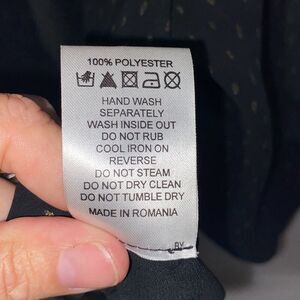 100% POLYESTER
HAND WASH
SEPARATELY
WASH INSIDE OUT
DO NOT RUB
COOL IRON ON
REVERSE
DO NOT STEAM
DO NOT DRY CLEAN
DO NOT TUMBLE DRY
MADE IN ROMANIA
BY